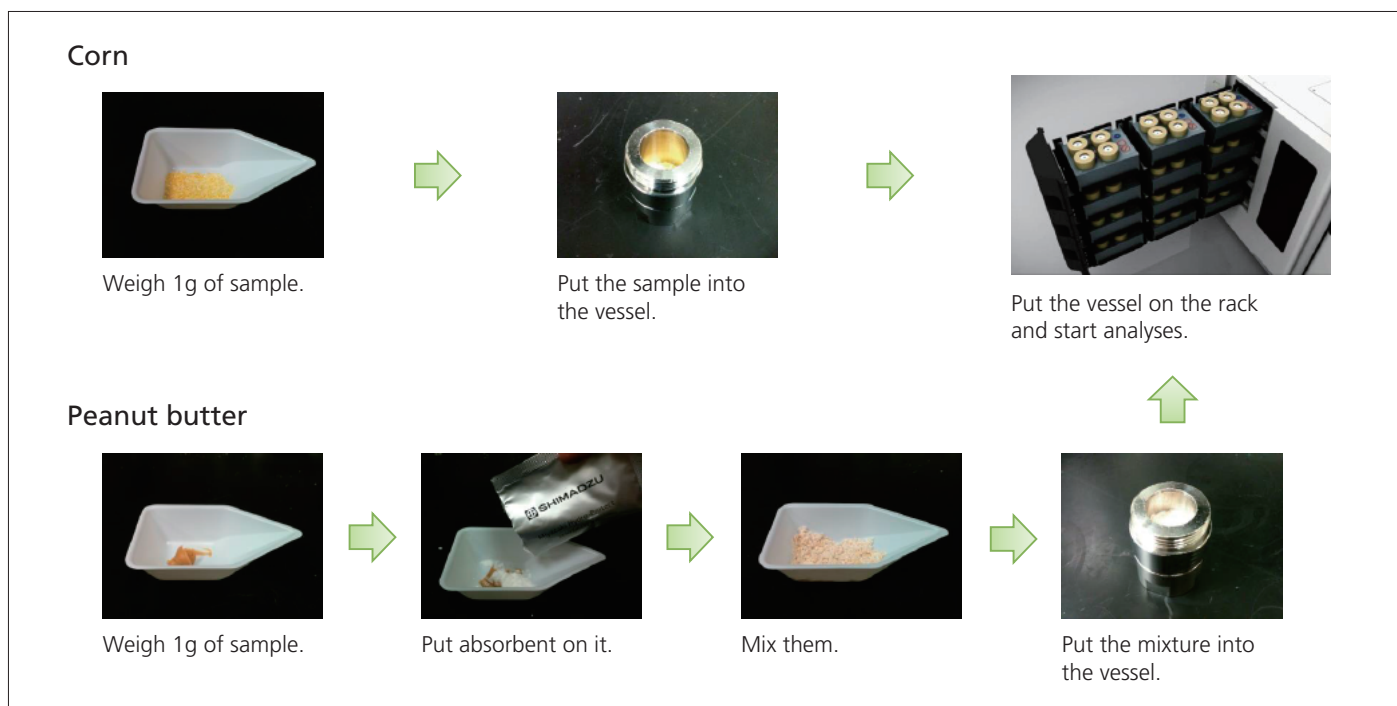 Corn
Weigh 1g of sample.
Put the sample into
the vessel.
Put the vessel on the rack
and start analyses.
Peanut butter
SHIMADZU
Weigh 1g of sample.
Put absorbent on it.
Mix them.
Put the mixture into
the vessel.